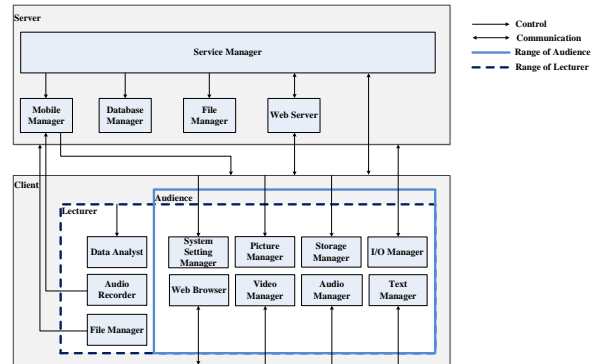 Server
Service Manager
Mobile
Manager
Database
Manager
File
Manager
Web Server
Control
Communication
Range of Audience
Range of Lecturer
Client
Audience
Lecturer
Data Analyst
System
Setting
Manager
Picture
Manager
Storage
Manager
I/O Manager
Audio
Recorder
Web Browser
Video
Manager
Audio
Manager
Text
Manager
File Manager